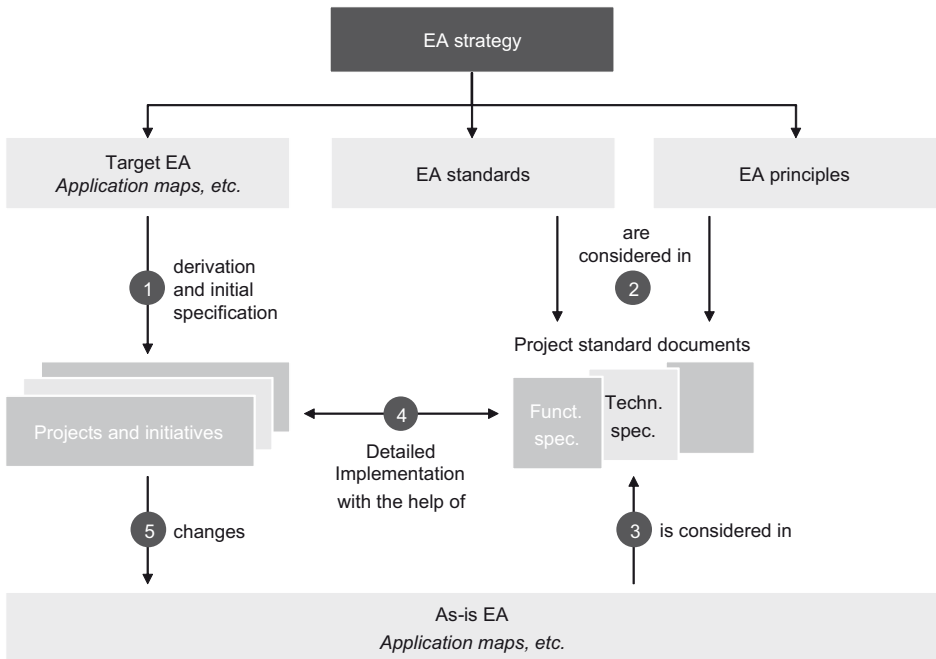 EA strategy
Target EA
Application maps, etc.
EA standards
EA principles
1
derivation
and initial
specification
are
considered in
2
Project standard documents
Projects and initiatives
4
Detailed
Implementation
with the help of
Funct.
spec.
Techn.
spec.
5
changes
3
is considered in
As-is EA
Application maps, etc.